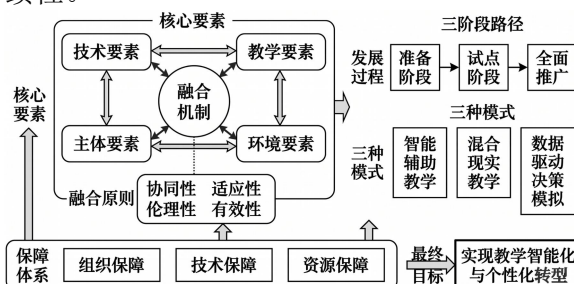 核心要素
技术要素
教学要素
融合
机制
主体要素
环境要素
融合原则
协同性 适应性
伦理性 有效性
核心
要素
三阶段路径
发展
过程
准备
阶段
试点
阶段
全面
推广
三种模式
三种
模式
智能
辅助
教学
混合
现实
教学
数据
驱动
决策
模拟
保障
体系
组织保障
技术保障
资源保障
最终
目标
实现教学智能化
与个性化转型